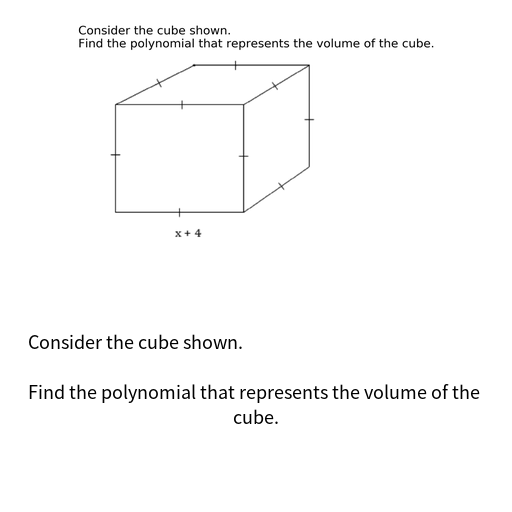 Consider the cube shown.
Find the polynomial that represents the volume of the cube.
x + 4
Consider the cube shown.
Find the polynomial that represents the volume of the
cube.